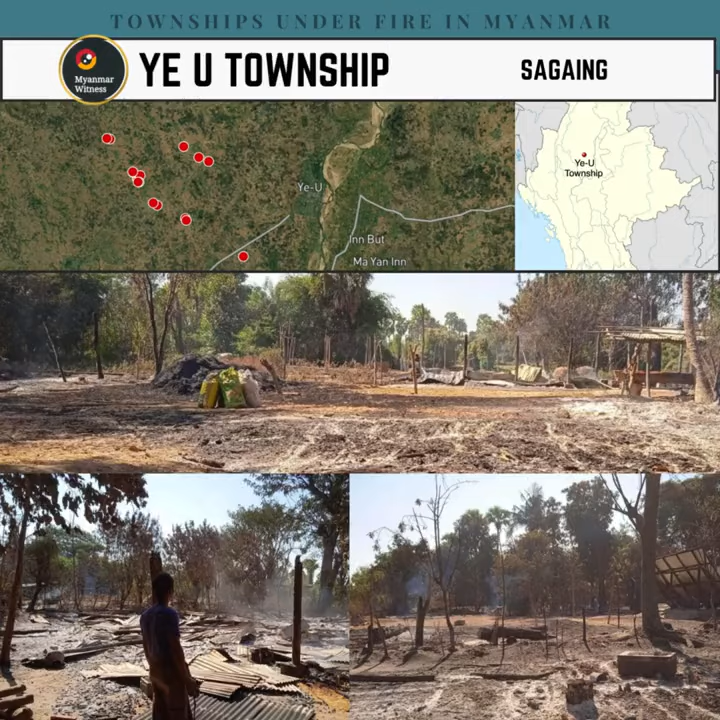 TOWNSHIPS UNDER FIRE IN MYANMAR
Myanmar
Witness
YE U TOWNSHIP
SAGAING
Ye-U
Inn But
Ma Yan Inn
Ye-U
Township